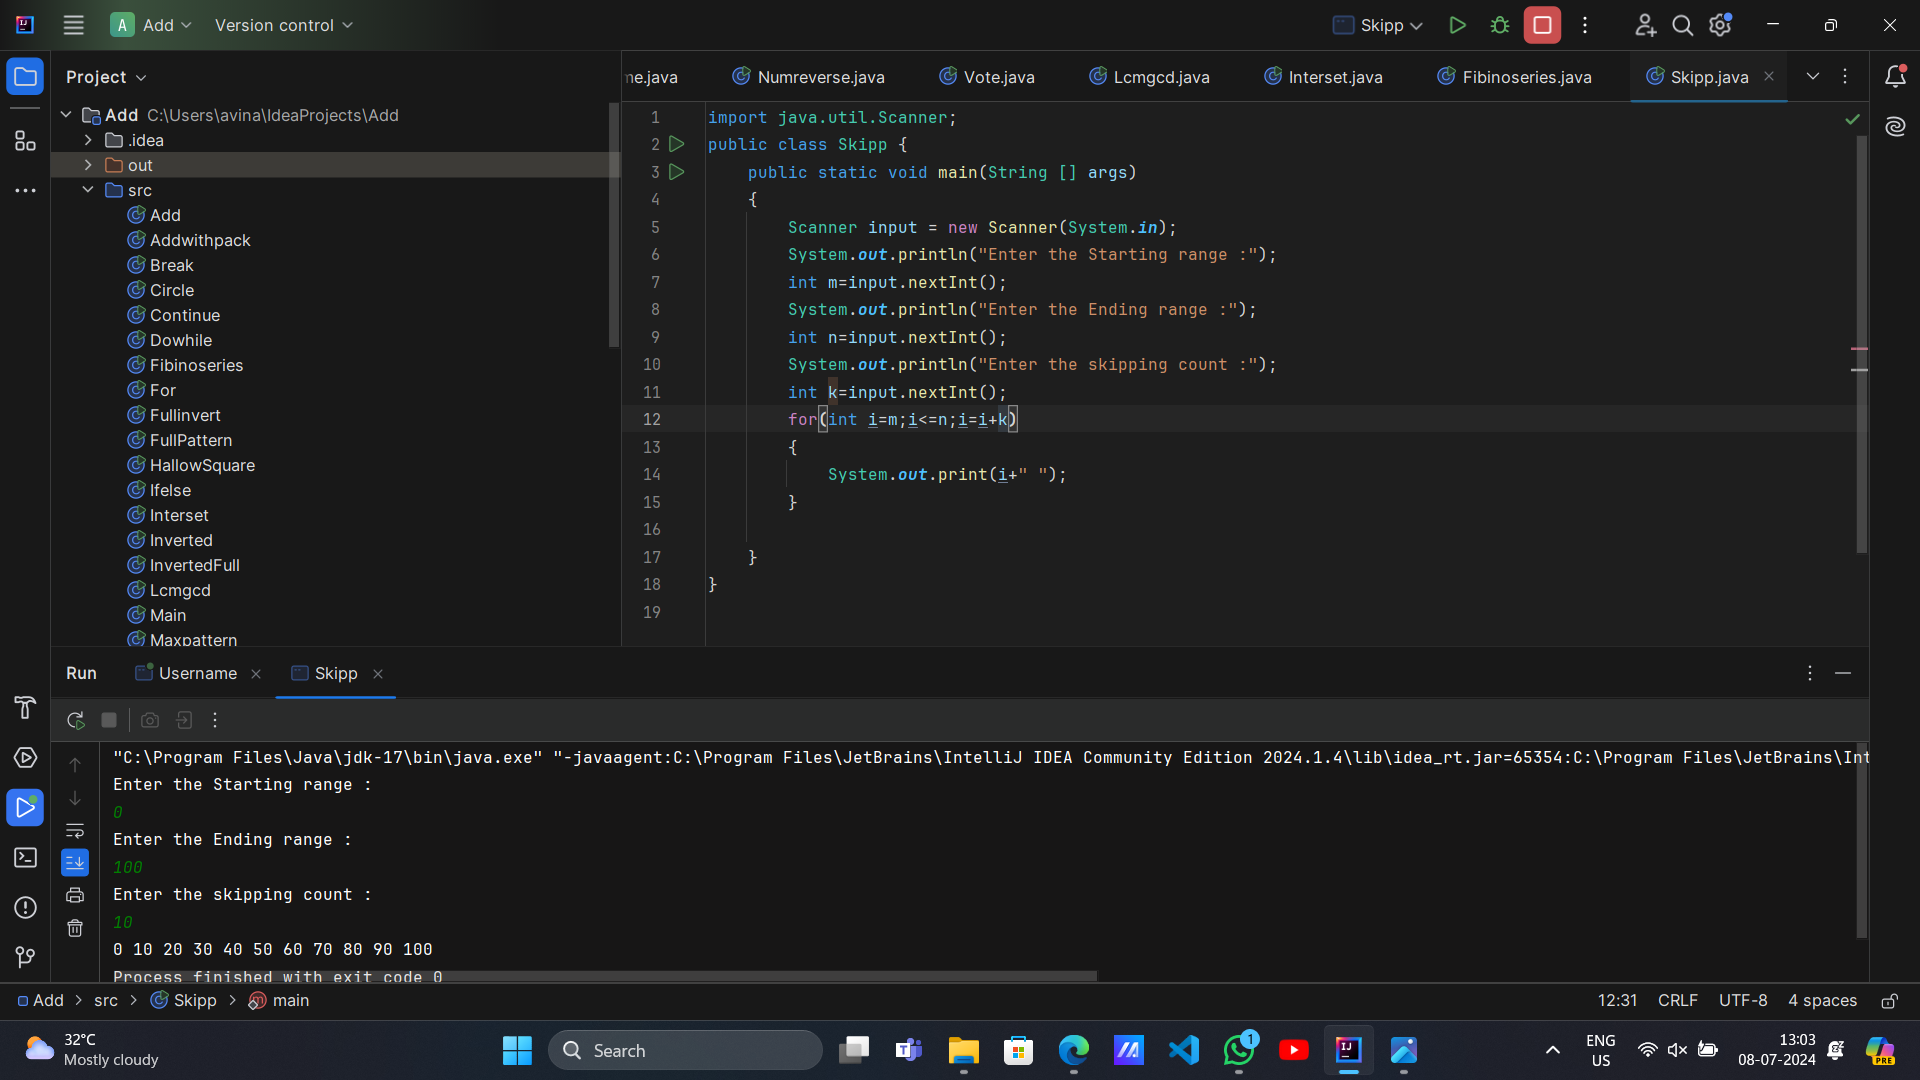 A Add Version control Skipp
Project
me.java Numreverse.java Vote.java Lcmgcd.java Interset.java Fibinoseries.java Skipp.java
Add C:\Users\avina\IdeaProjects\Add
.idea
out
src
Add
Addwithpack
Break
Circle
Continue
Dowhile
Fibinoseries
For
Fullinvert
FullPattern
HallowSquare
Ifelse
Interset
Inverted
InvertedFull
Lcmgcd
Main
Maxpattern
1 import java.util.Scanner;
2 public class Skipp {
3 public static void main(String [] args)
4 {
5 Scanner input = new Scanner(System.in);
6 System.out.println("Enter the Starting range :");
7 int m=input.nextInt();
8 System.out.println("Enter the Ending range :");
9 int n=input.nextInt();
10 System.out.println("Enter the skipping count :");
11 int k=input.nextInt();
12 for(int i=m;i<=n;i=i+k)
13 {
14 System.out.print(i+" ");
15 }
16
17 }
18 }
19
Run Username Skipp
"C:\Program Files\Java\jdk-17\bin\java.exe" "-javaagent:C:\Program Files\JetBrains\IntelliJ IDEA Community Edition 2024.1.4\lib\idea_rt.jar=65354:C:\Program Files\JetBrains\Int
Enter the Starting range :
0
Enter the Ending range :
100
Enter the skipping count :
10
0 10 20 30 40 50 60 70 80 90 100
Process finished with exit code 0
Add > src > Skipp > main 12:31 CRLF UTF-8 4 spaces
32°C
Mostly cloudy
Search
1
ENG
US
13:03
08-07-2024
PRE